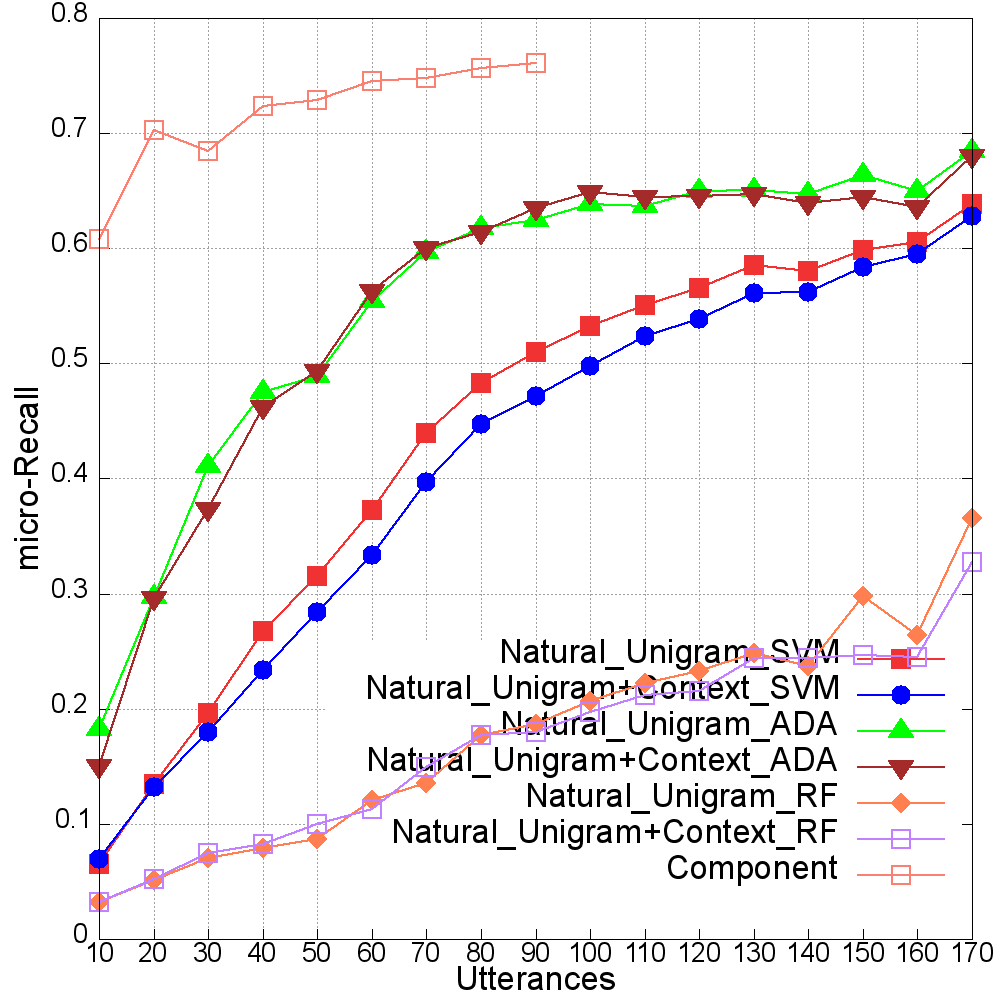 0.8
0.7
0.6
0.5
0.4
0.3
0.2
0.1
0
micro-Recall
Natural_Unigram_SVM
Natural_Unigram+Context_SVM
Natural_Unigram_ADA
Natural_Unigram+Context_ADA
Natural_Unigram_RF
Natural_Unigram+Context_RF
Component
10 20 30 40 50 60 70 80 90 100 110 120 130 140 150 160 170
Utterances